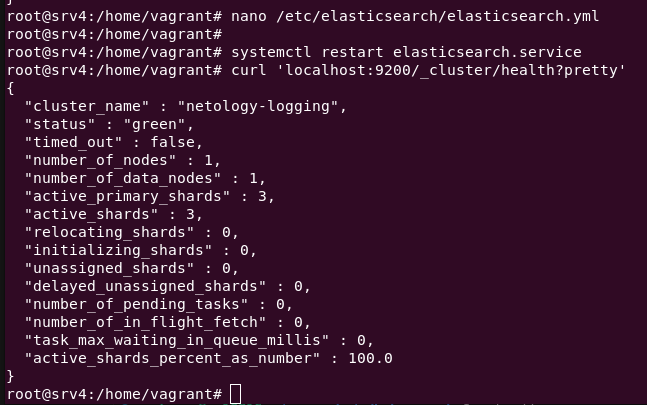 }
root@srv4:/home/vagrant# nano /etc/elasticsearch/elasticsearch.yml
root@srv4:/home/vagrant#
root@srv4:/home/vagrant# systemctl restart elasticsearch.service
root@srv4:/home/vagrant# curl 'localhost:9200/_cluster/health?pretty'
{
  "cluster_name" : "netology-logging",
  "status" : "green",
  "timed_out" : false,
  "number_of_nodes" : 1,
  "number_of_data_nodes" : 1,
  "active_primary_shards" : 3,
  "active_shards" : 3,
  "relocating_shards" : 0,
  "initializing_shards" : 0,
  "unassigned_shards" : 0,
  "delayed_unassigned_shards" : 0,
  "number_of_pending_tasks" : 0,
  "number_of_in_flight_fetch" : 0,
  "task_max_waiting_in_queue_millis" : 0,
  "active_shards_percent_as_number" : 100.0
}
root@srv4:/home/vagrant#